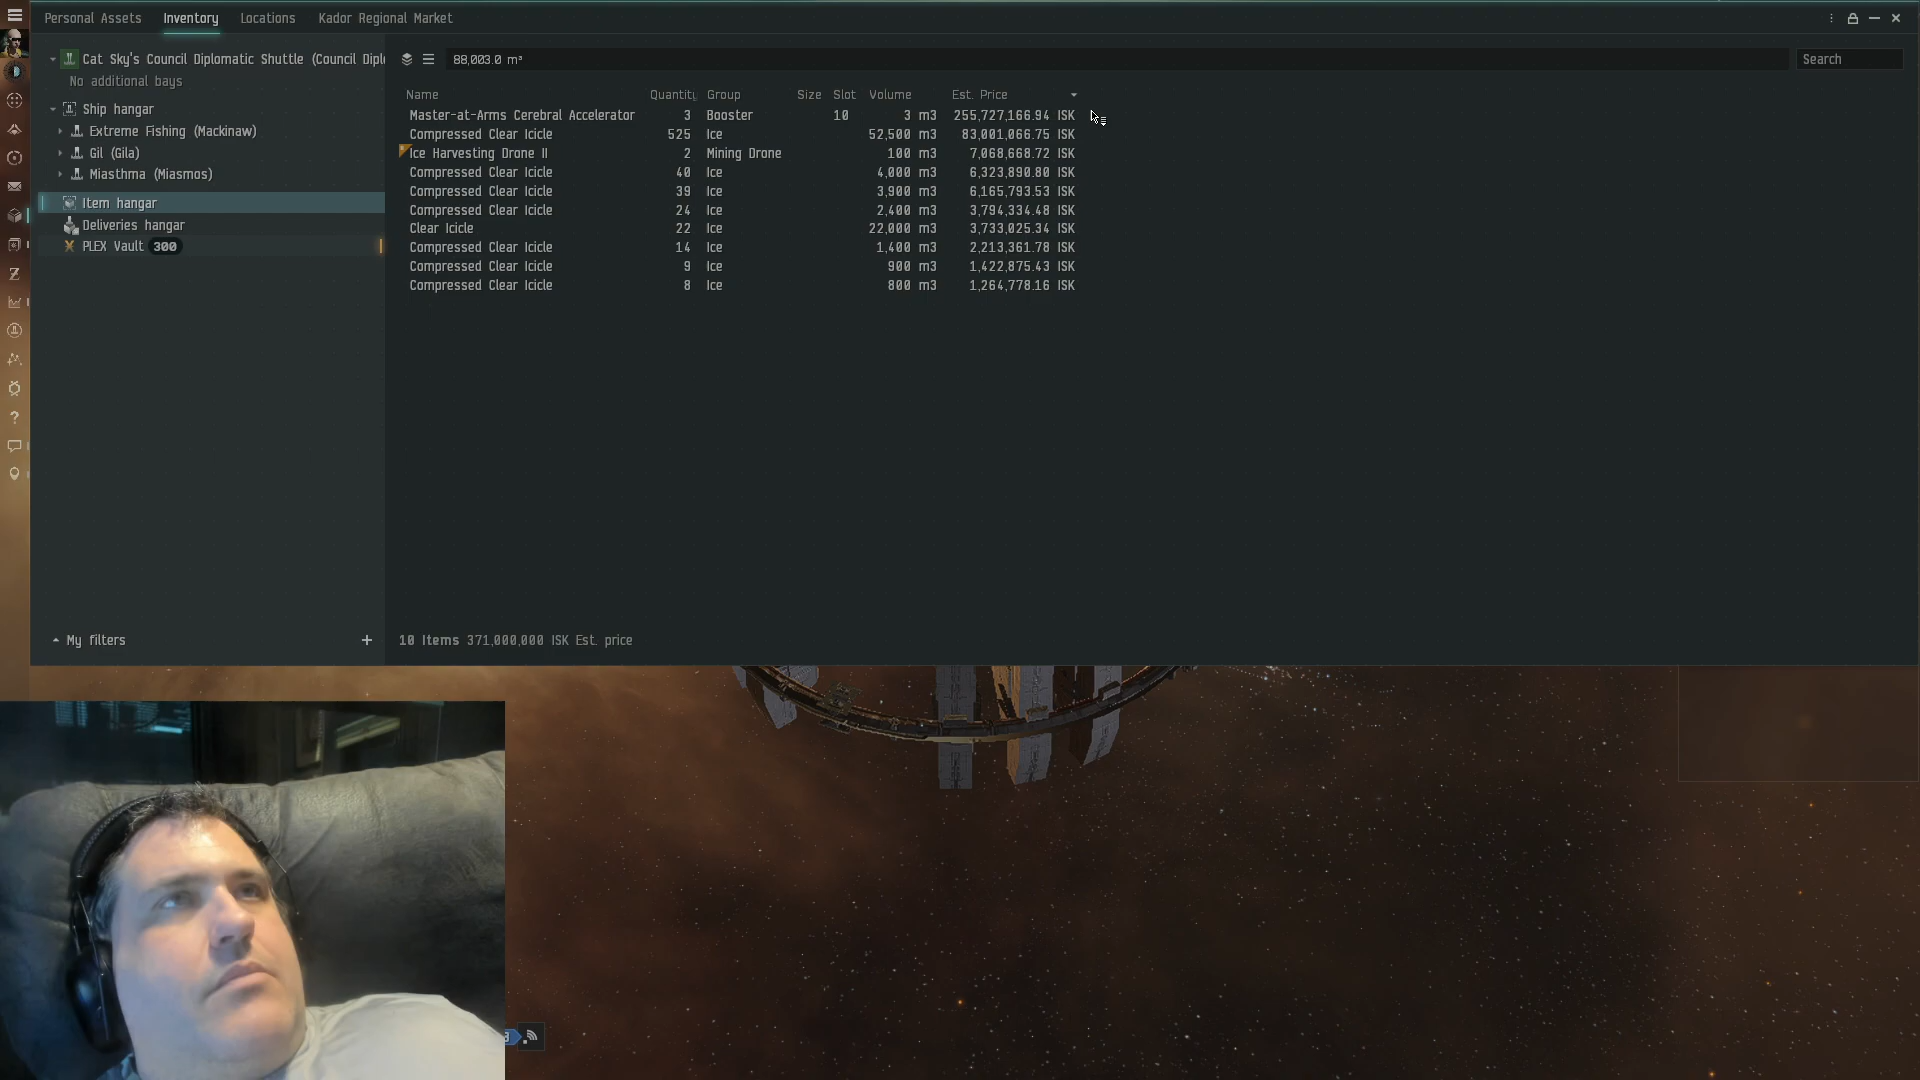 Personal Assets Inventory Locations Kador Regional Market
Cat Sky's Council Diplomatic Shuttle (Council Dipl
No additional bays
Ship hangar
Extreme Fishing (Mackinaw)
Gil (Gila)
Miasthma (Miasmos)
Item hangar
Deliveries hangar
PLEX Vault 300
My filters +
88,003.0 m³ Search
Name Quantity Group Size Slot Volume Est. Price
Master-at-Arms Cerebral Accelerator 3 Booster 10 3 m3 255,727,166.94 ISK
Compressed Clear Icicle 525 Ice 52,500 m3 83,001,066.75 ISK
Ice Harvesting Drone II 2 Mining Drone 100 m3 7,068,668.72 ISK
Compressed Clear Icicle 40 Ice 4,000 m3 6,323,890.80 ISK
Compressed Clear Icicle 39 Ice 3,900 m3 6,165,793.53 ISK
Compressed Clear Icicle 24 Ice 2,400 m3 3,794,334.48 ISK
Clear Icicle 22 Ice 22,000 m3 3,733,025.34 ISK
Compressed Clear Icicle 14 Ice 1,400 m3 2,213,361.78 ISK
Compressed Clear Icicle 9 Ice 900 m3 1,422,875.43 ISK
Compressed Clear Icicle 8 Ice 800 m3 1,264,778.16 ISK
10 Items 371,000,000 ISK Est. price